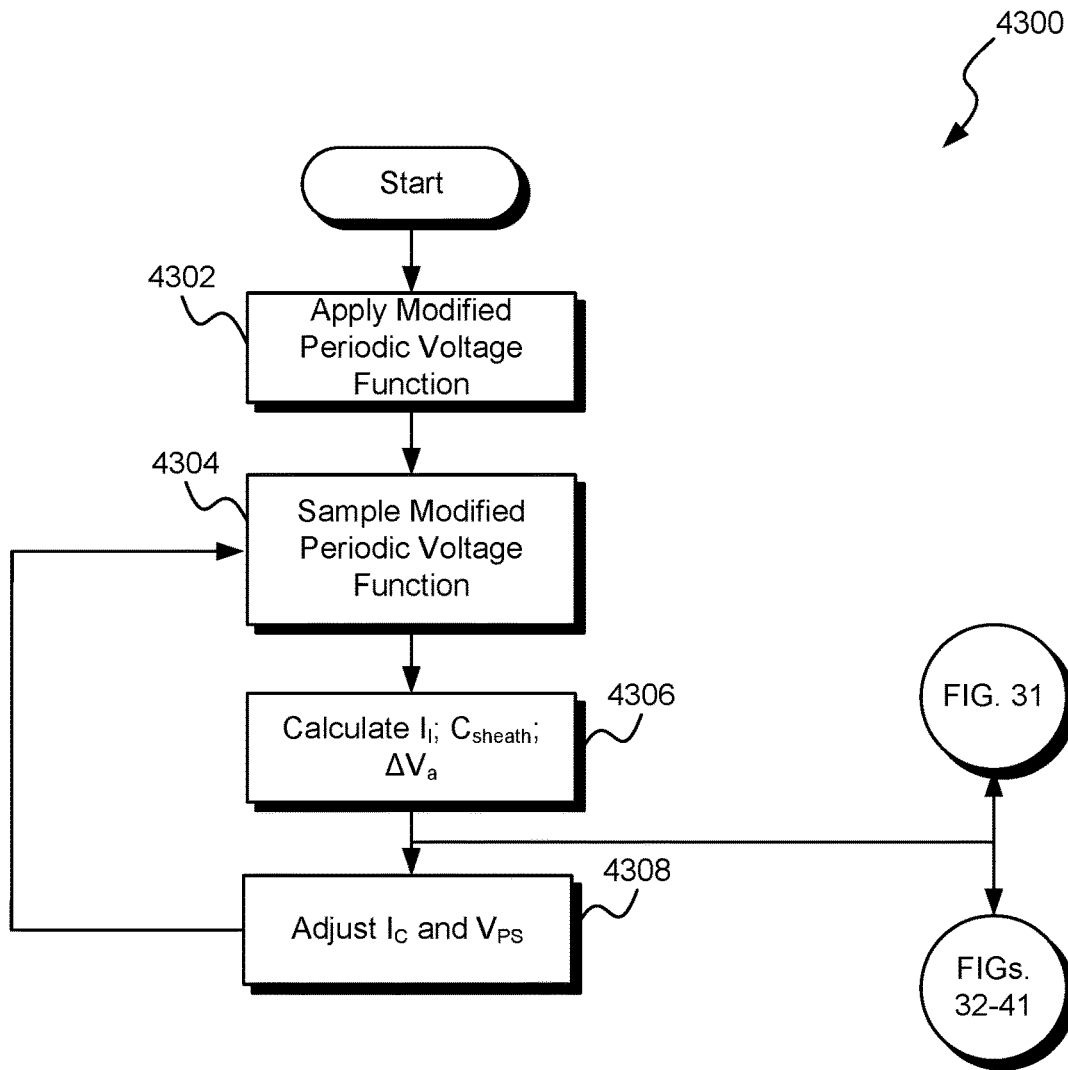 4300
Start
4302
Apply Modified
Periodic Voltage
Function
4304
Sample Modified
Periodic Voltage
Function
4306
Calculate I_I; C_sheath;
ΔV_a
FIG. 31
4308
Adjust I_C and V_PS
FIGs.
32-41